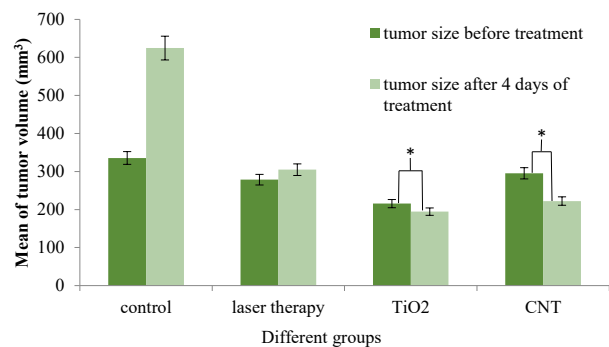 700
600
500
400
300
200
100
0
Mean of tumor volume (mm³)
tumor size before treatment
tumor size after 4 days of
treatment
*
*
control
laser therapy
TiO2
CNT
Different groups